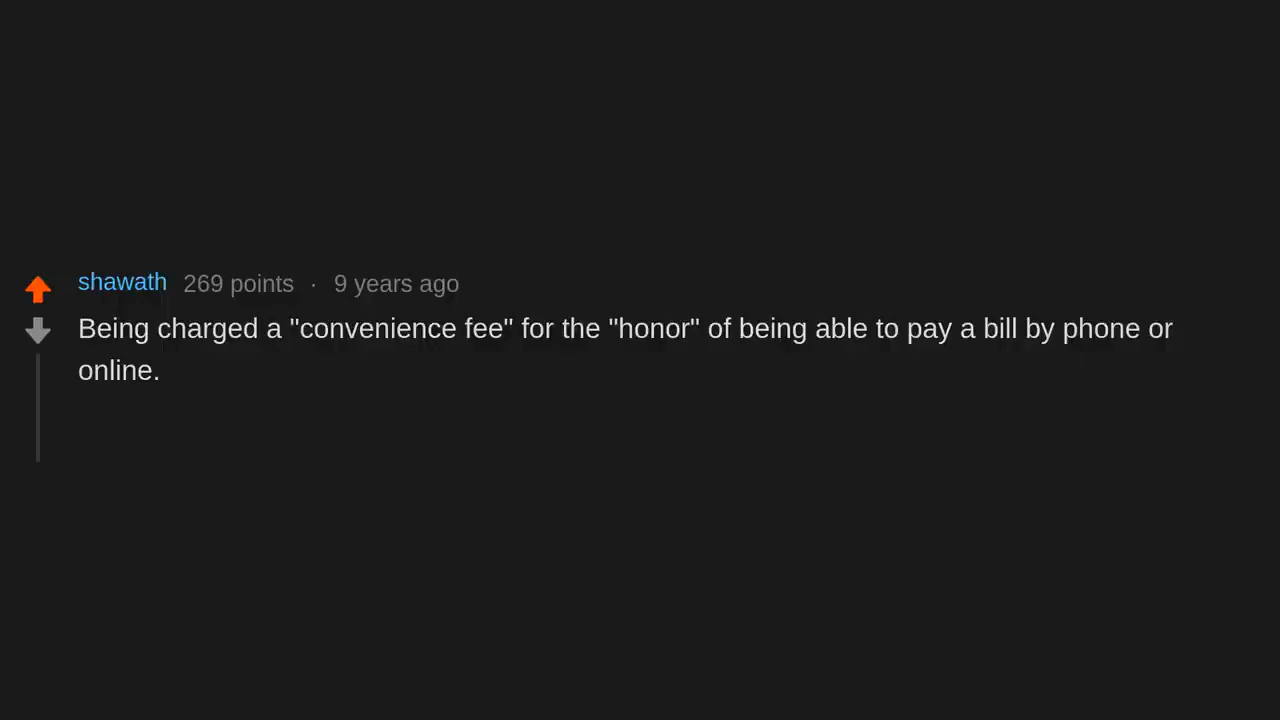 shawath 269 points · 9 years ago
Being charged a "convenience fee" for the "honor" of being able to pay a bill by phone or
online.